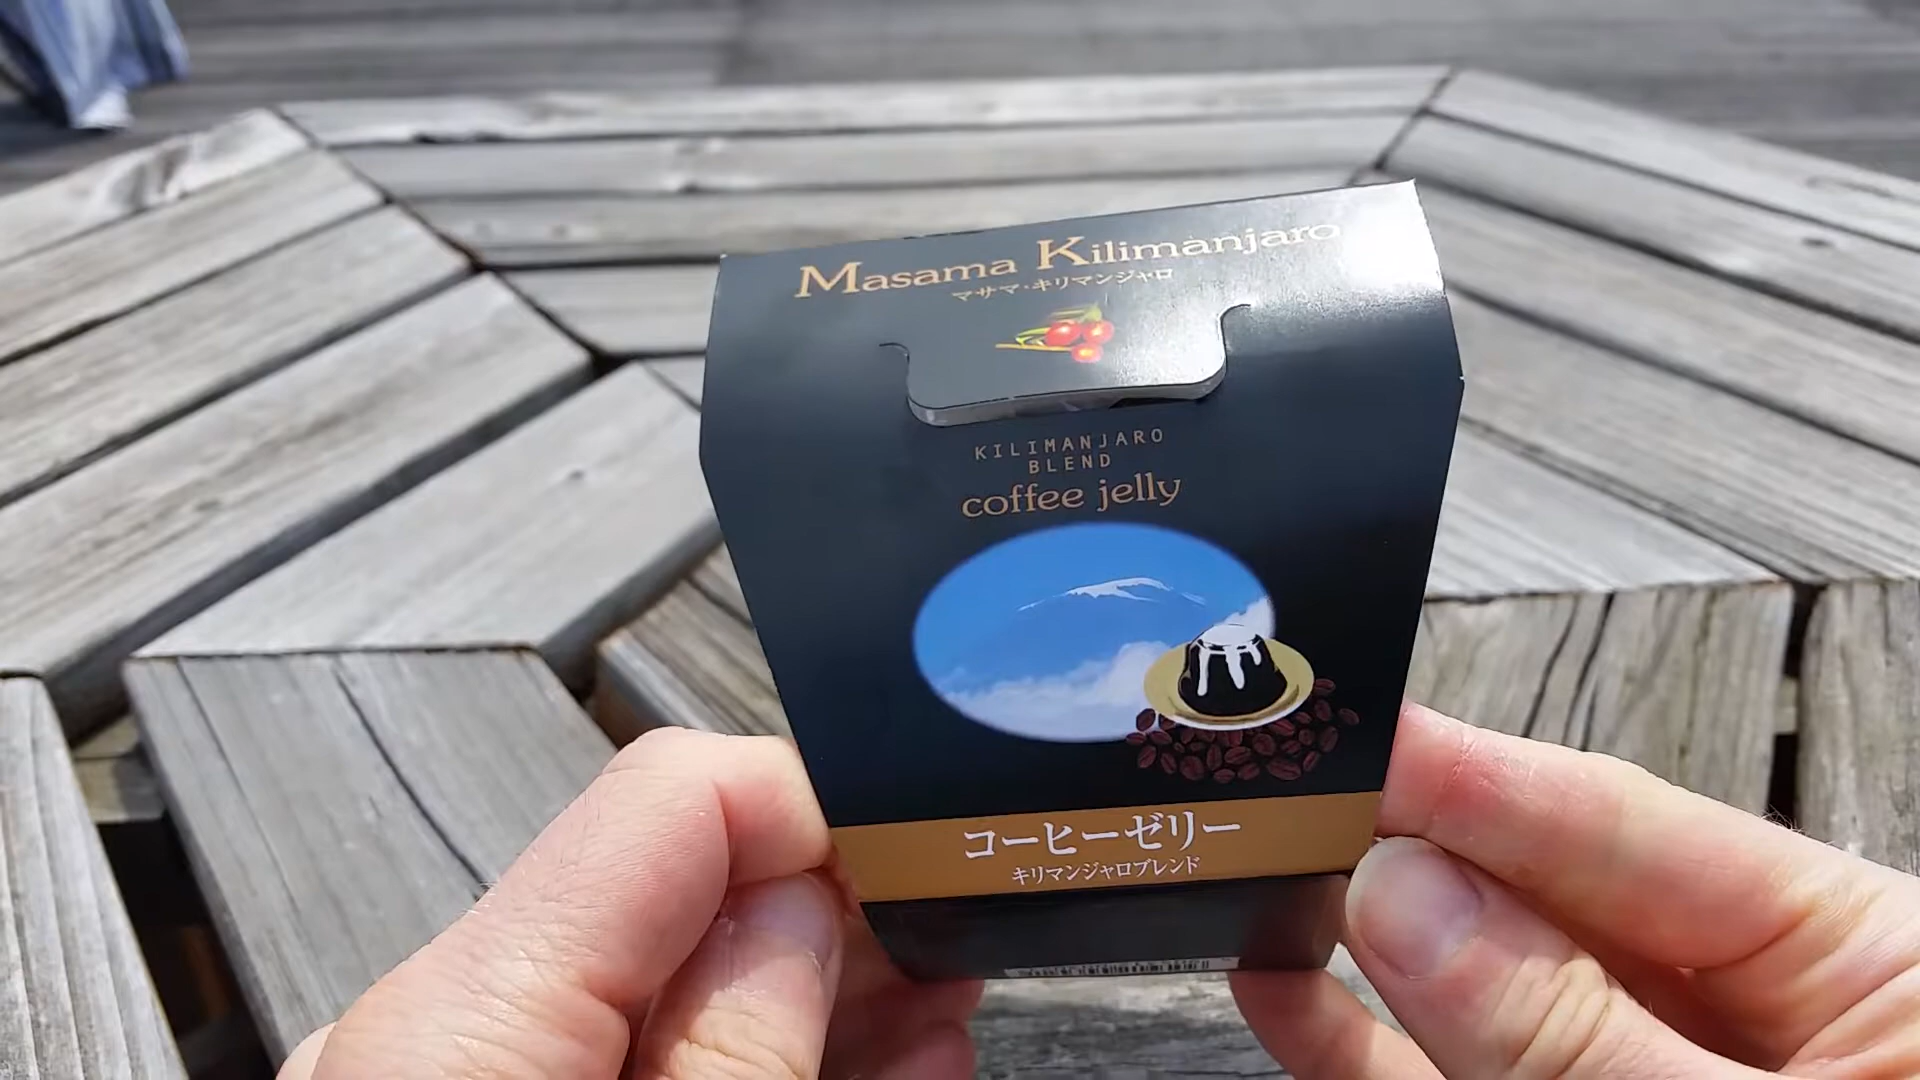 Masama Kilimanjaro
マサマ・キリマンジャロ
KILIMANJARO
BLEND
coffee jelly
コーヒーゼリー
キリマンジャロブレンド